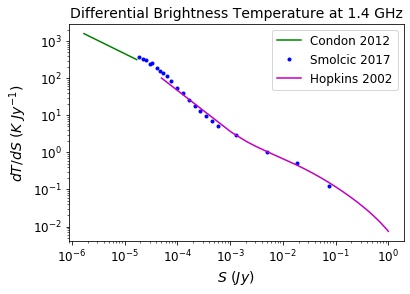 Differential Brightness Temperature at 1.4 GHz
Condon 2012
Smolcic 2017
Hopkins 2002
dT/dS (K Jy⁻¹)
10³
10²
10¹
10⁰
10⁻¹
10⁻²
10⁻⁶ 10⁻⁵ 10⁻⁴ 10⁻³ 10⁻² 10⁻¹ 10⁰
S (Jy)